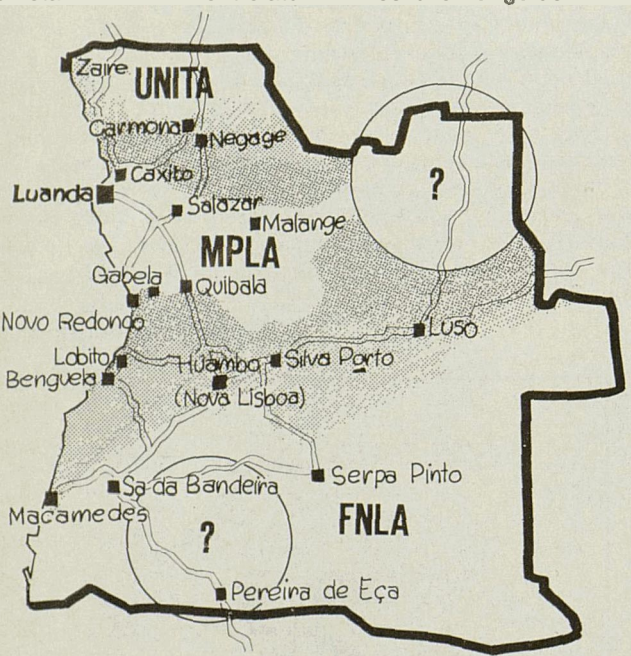 Zaire
UNITA
Carmona
Negage
Caxito
Luanda
Salazar
Malange
?
MPLA
Gabela
Quibala
Novo Redondo
Luso
Lobito
Huambo
Silva Porto
Benguela
(Nova Lisboa)
Serpa Pinto
Sa da Bandeira
Macamedes
FNLA
?
Pereira de Eça